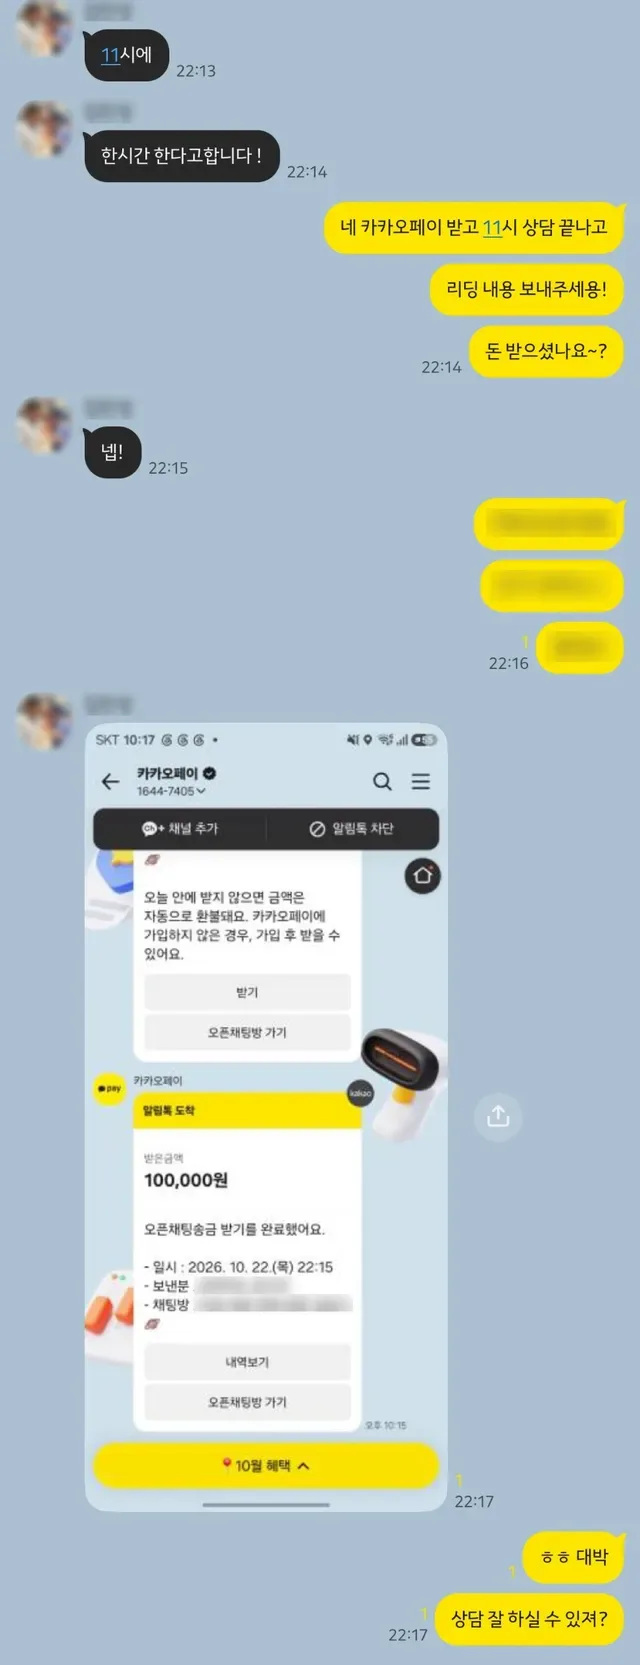 11시에
22:13
한시간 한다고합니다 !
22:14
네 카카오페이 받고 11시 상담 끝나고
리딩 내용 보내주세용!
돈 받으셨나요~?
22:14
넵!
22:15
1
22:16
SKT 10:17
카카오페이
1644-7405
Ch+ 채널 추가
알림톡 차단
오늘 안에 받지 않으면 금액은
자동으로 환불돼요. 카카오페이에
가입하지 않은 경우, 가입 후 받을 수
있어요.
받기
오픈채팅방 가기
pay
카카오페이
kakao
알림톡 도착
받은금액
100,000원
오픈채팅송금 받기를 완료했어요.
- 일시 : 2026. 10. 22.(목) 22:15
- 보낸분
- 채팅방
내역보기
오픈채팅방 가기
오후 10:15
10월 혜택
1
22:17
ㅎㅎ 대박
1
상담 잘 하실 수 있져?
1
22:17